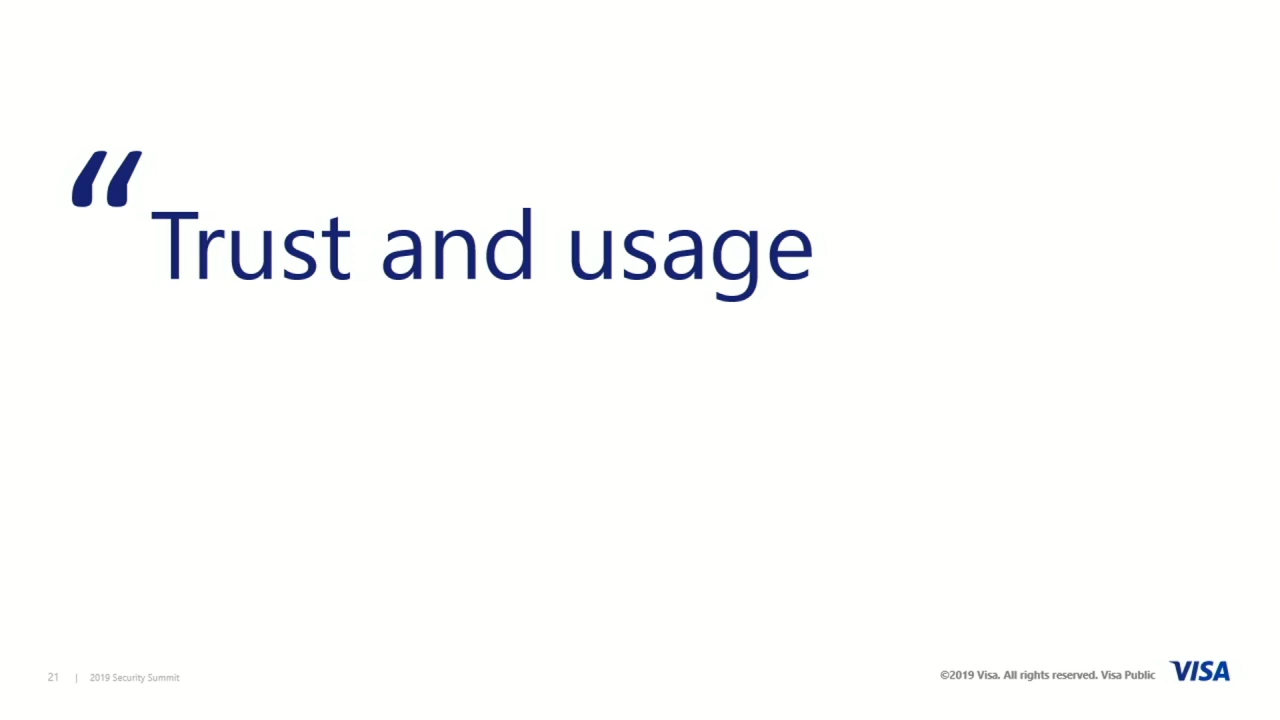 “Trust and usage
21 | 2019 Security Summit
©2019 Visa. All rights reserved. Visa Public VISA